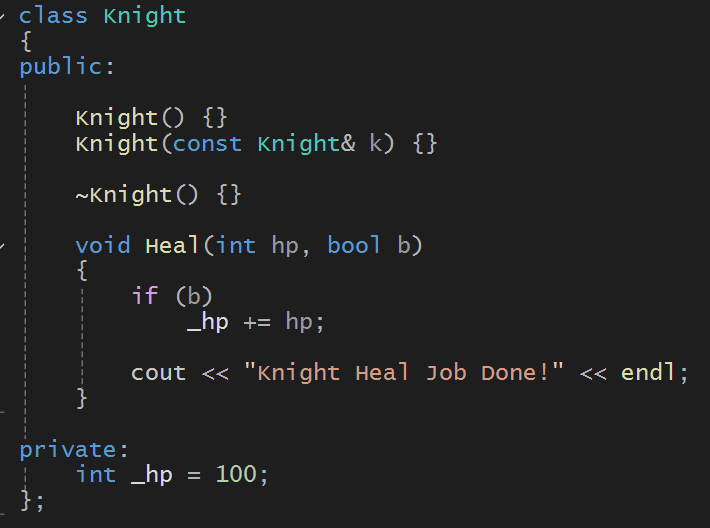 class Knight
{
public:
Knight() {}
Knight(const Knight& k) {}
~Knight() {}
void Heal(int hp, bool b)
{
if (b)
_hp += hp;
cout << "Knight Heal Job Done!" << endl;
}
private:
int _hp = 100;
};